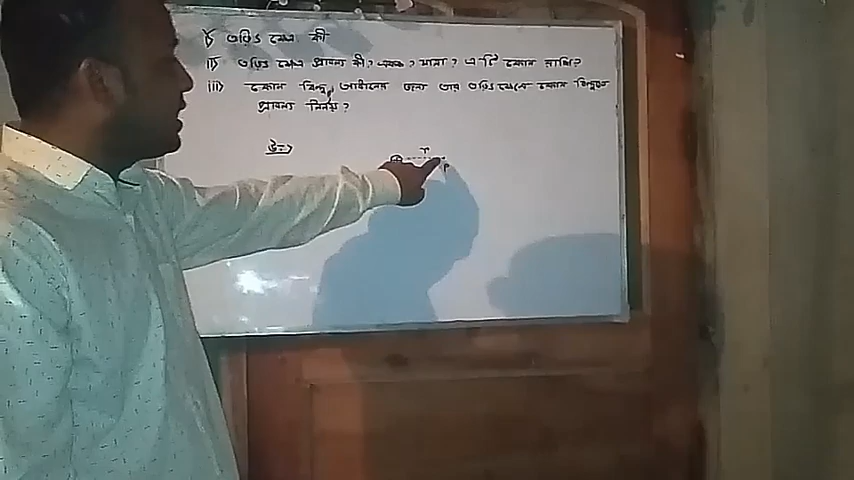 i) তড়িৎ ক্ষেত্র কী
ii) তড়িৎ ক্ষেত্র প্রাবল্য কী? একক? মাত্রা? এটি কোন রাশি?
iii) কোন বিন্দু আধানের জন্য তার তড়িৎ ক্ষেত্রে কোন বিন্দুতে
প্রাবল্য নির্ণয়?
উঃ
r
+
P